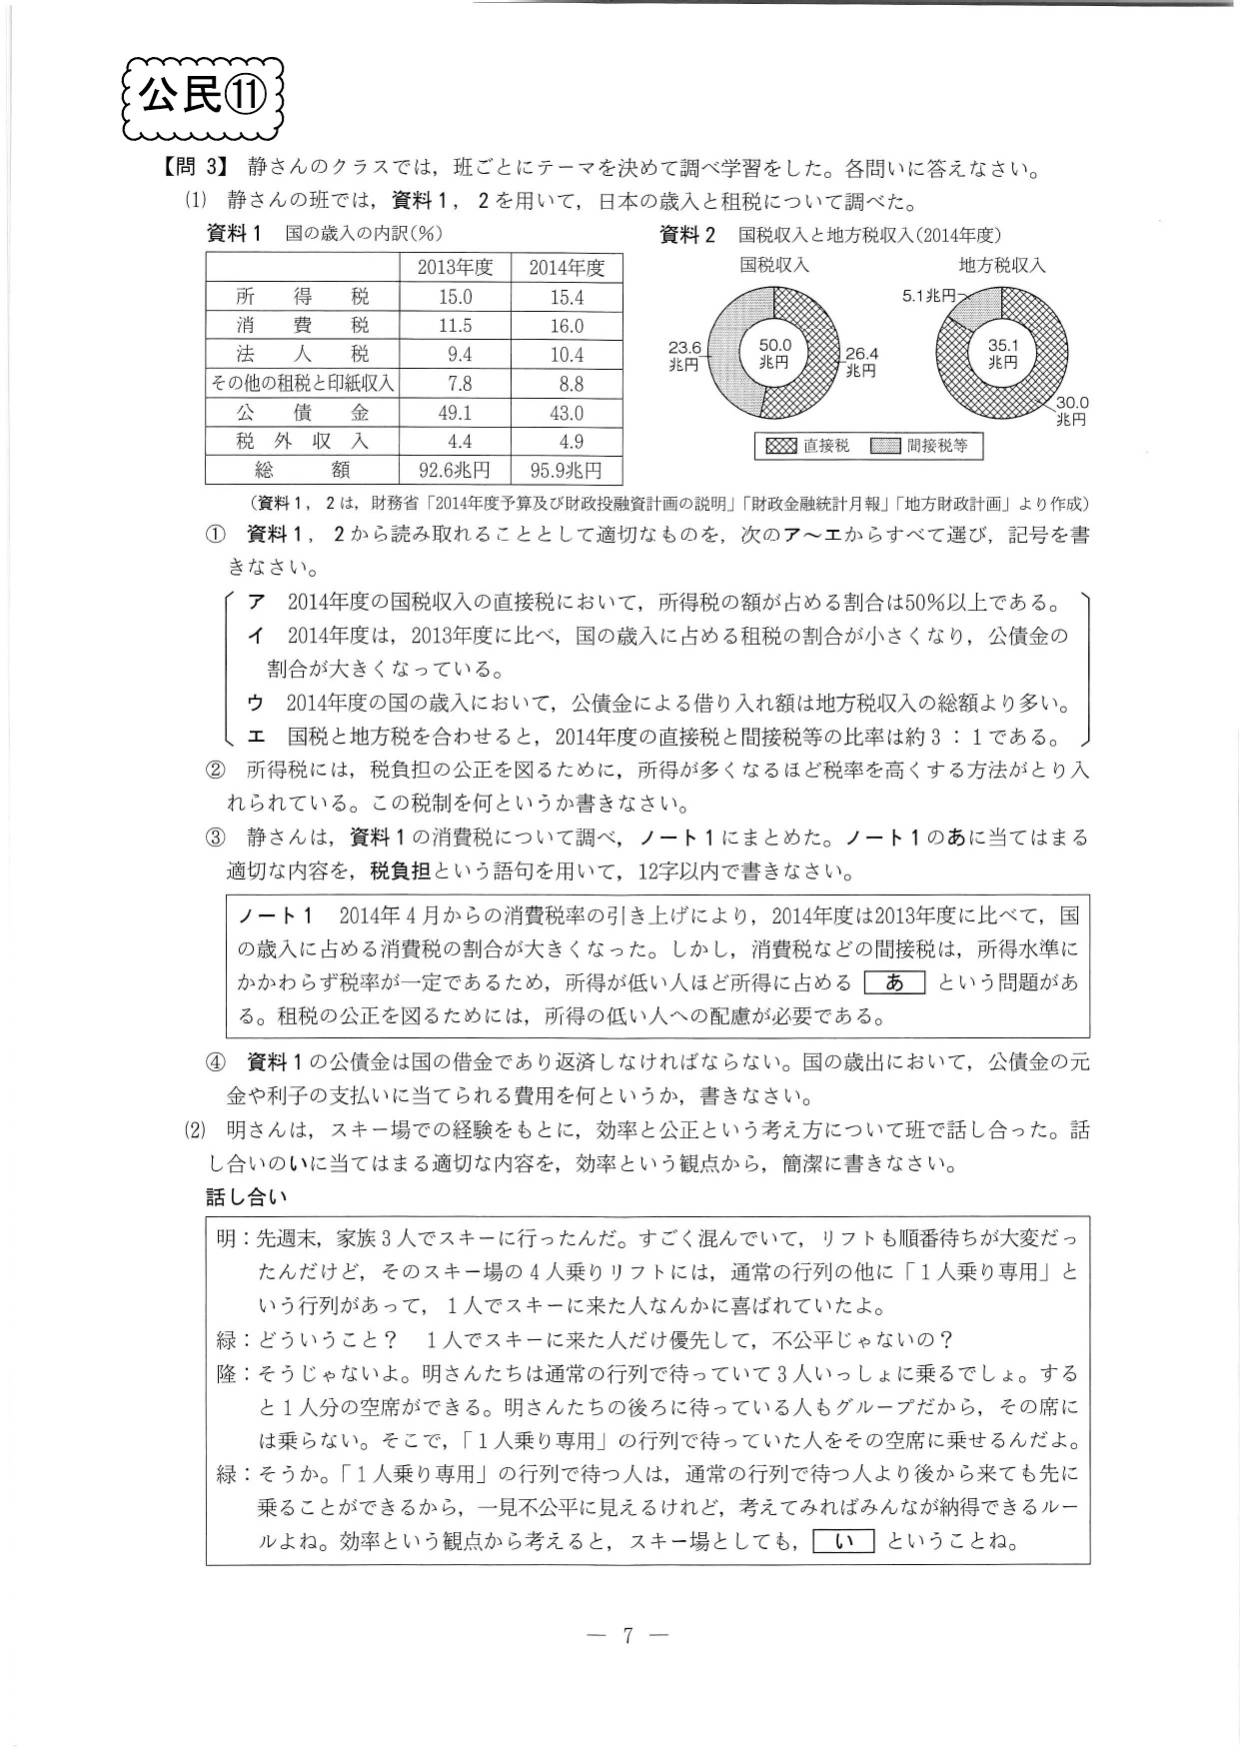 公民⑪
【問 3】 静さんのクラスでは，班ごとにテーマを決めて調べ学習をした。各問いに答えなさい。
(1) 静さんの班では，資料1，2を用いて，日本の歳入と租税について調べた。
資料1 国の歳入の内訳(%)
2013年度 2014年度
所得税 15.0 15.4
消費税 11.5 16.0
法人税 9.4 10.4
その他の租税と印紙収入 7.8 8.8
公債金 49.1 43.0
税外収入 4.4 4.9
総額 92.6兆円 95.9兆円
資料2 国税収入と地方税収入(2014年度)
国税収入
23.6兆円
50.0兆円
26.4兆円
地方税収入
5.1兆円
35.1兆円
30.0兆円
直接税 間接税等
（資料1，2は，財務省「2014年度予算及び財政投融資計画の説明」「財政金融統計月報」「地方財政計画」より作成）
① 資料1，2から読み取れることとして適切なものを，次のア～エからすべて選び，記号を書
きなさい。
ア 2014年度の国税収入の直接税において，所得税の額が占める割合は50%以上である。
イ 2014年度は，2013年度に比べ，国の歳入に占める租税の割合が小さくなり，公債金の
割合が大きくなっている。
ウ 2014年度の国の歳入において，公債金による借り入れ額は地方税収入の総額より多い。
エ 国税と地方税を合わせると，2014年度の直接税と間接税等の比率は約3：1である。
② 所得税には，税負担の公正を図るために，所得が多くなるほど税率を高くする方法がとり入
れられている。この税制を何というか書きなさい。
③ 静さんは，資料1の消費税について調べ，ノート1にまとめた。ノート1のあに当てはまる
適切な内容を，税負担という語句を用いて，12字以内で書きなさい。
ノート1 2014年4月からの消費税率の引き上げにより，2014年度は2013年度に比べて，国
の歳入に占める消費税の割合が大きくなった。しかし，消費税などの間接税は，所得水準に
かかわらず税率が一定であるため，所得が低い人ほど所得に占める あ という問題があ
る。租税の公正を図るためには，所得の低い人への配慮が必要である。
④ 資料1の公債金は国の借金であり返済しなければならない。国の歳出において，公債金の元
金や利子の支払いに当てられる費用を何というか，書きなさい。
(2) 明さんは，スキー場での経験をもとに，効率と公正という考え方について班で話し合った。話
し合いのいに当てはまる適切な内容を，効率という観点から，簡潔に書きなさい。
話し合い
明：先週末，家族3人でスキーに行ったんだ。すごく混んでいて，リフトも順番待ちが大変だっ
たんだけど，そのスキー場の4人乗りリフトには，通常の行列の他に「1人乗り専用」と
いう行列があって，1人でスキーに来た人なんかに喜ばれていたよ。
緑：どういうこと？ 1人でスキーに来た人だけ優先して，不公平じゃないの？
隆：そうじゃないよ。明さんたちは通常の行列で待っていて3人いっしょに乗るでしょ。する
と1人分の空席ができる。明さんたちの後ろに待っている人もグループだから，その席に
は乗らない。そこで，「1人乗り専用」の行列で待っていた人をその空席に乗せるんだよ。
緑：そうか。「1人乗り専用」の行列で待つ人は，通常の行列で待つ人より後から来ても先に
乗ることができるから，一見不公平に見えるけれど，考えてみればみんなが納得できるルー
ルよね。効率という観点から考えると，スキー場としても， い ということね。
― 7 ―